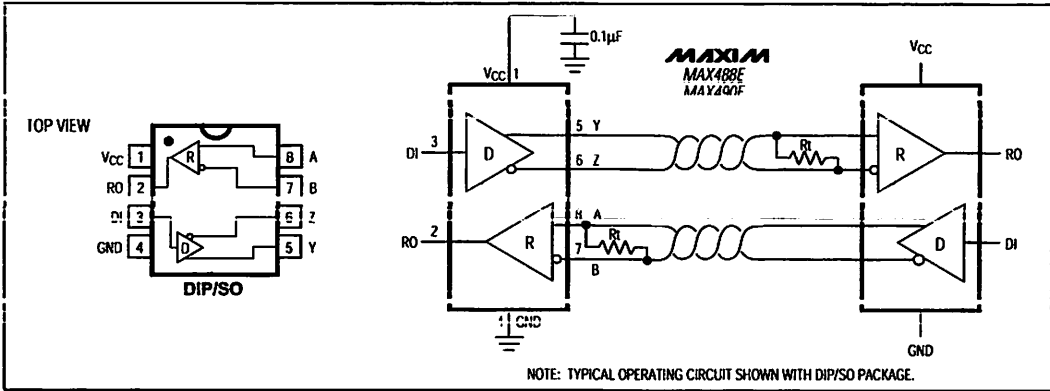 TOP VIEW
VCC 1
RO 2
DI 3
GND 4
8 A
7 B
6 Z
5 Y
R
D
DIP/SO
0.1µF
VCC 1
MAXIM
MAX488E
MAX490E
VCC
DI 3
D
5 Y
6 Z
Rt
R
RO
RO 2
R
8 A
7
B
Rt
D
DI
4 GND
GND
NOTE: TYPICAL OPERATING CIRCUIT SHOWN WITH DIP/SO PACKAGE.